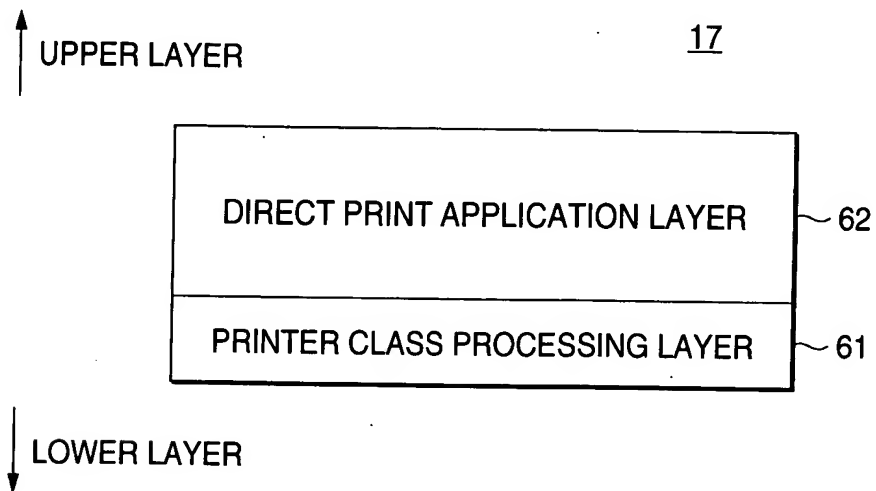 UPPER LAYER
17
DIRECT PRINT APPLICATION LAYER
62
PRINTER CLASS PROCESSING LAYER
61
LOWER LAYER